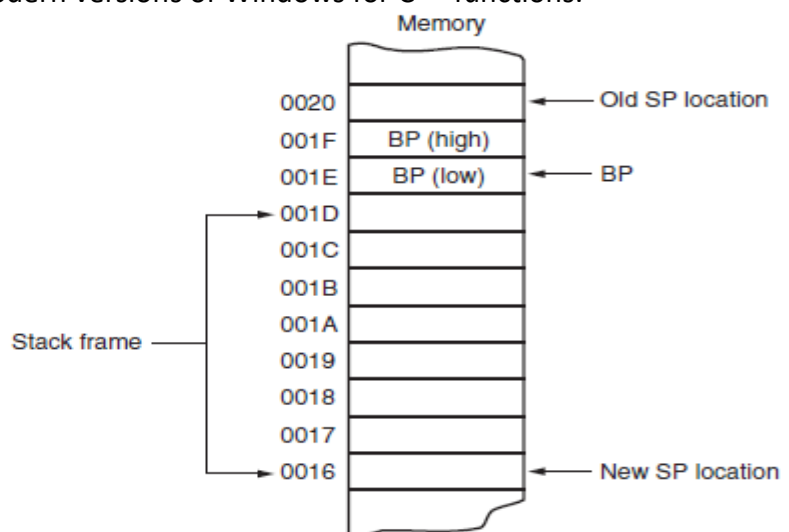 Memory
0020 Old SP location
001F BP (high)
001E BP (low) BP
001D
001C
001B
001A
Stack frame
0019
0018
0017
0016 New SP location